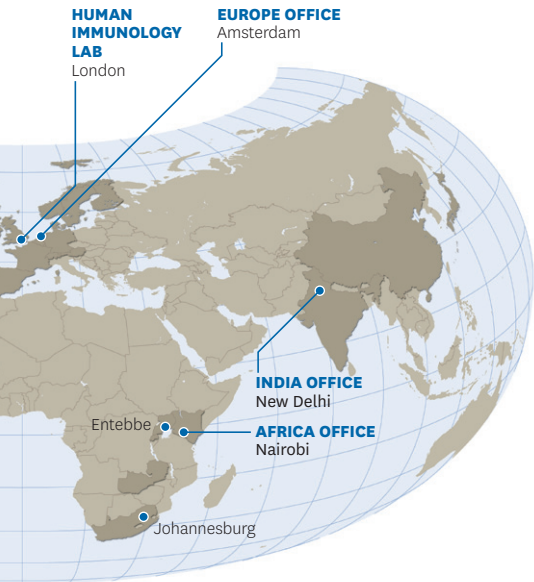 HUMAN
IMMUNOLOGY
LAB
London
EUROPE OFFICE
Amsterdam
INDIA OFFICE
New Delhi
Entebbe
AFRICA OFFICE
Nairobi
Johannesburg